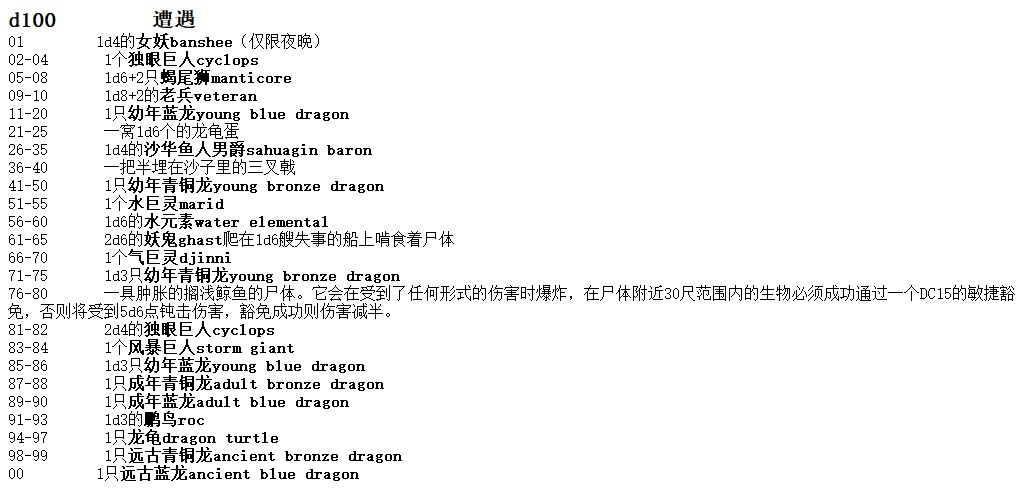 d100 遭遇
01 1d4的女妖banshee（仅限夜晚）
02-04 1个独眼巨人cyclops
05-08 1d6+2只蝎尾狮manticore
09-10 1d8+2的老兵veteran
11-20 1只幼年蓝龙young blue dragon
21-25 一窝1d6个的龙龟蛋
26-35 1d4的沙华鱼人男爵sahuagin baron
36-40 一把半埋在沙子里的三叉戟
41-50 1只幼年青铜龙young bronze dragon
51-55 1个水巨灵marid
56-60 1d6的水元素water elemental
61-65 2d6的妖鬼ghast爬在1d6艘失事的船上啃食着尸体
66-70 1个气巨灵djinni
71-75 1d3只幼年青铜龙young bronze dragon
76-80 一具肿胀的搁浅鲸鱼的尸体。它会在受到了任何形式的伤害时爆炸，在尸体附近30尺范围内的生物必须成功通过一个DC15的敏捷豁
免，否则将受到5d6点钝击伤害，豁免成功则伤害减半。
81-82 2d4的独眼巨人cyclops
83-84 1个风暴巨人storm giant
85-86 1d3只幼年蓝龙young blue dragon
87-88 1只成年青铜龙adult bronze dragon
89-90 1只成年蓝龙adult blue dragon
91-93 1d3的鹏鸟roc
94-97 1只龙龟dragon turtle
98-99 1只远古青铜龙ancient bronze dragon
00 1只远古蓝龙ancient blue dragon